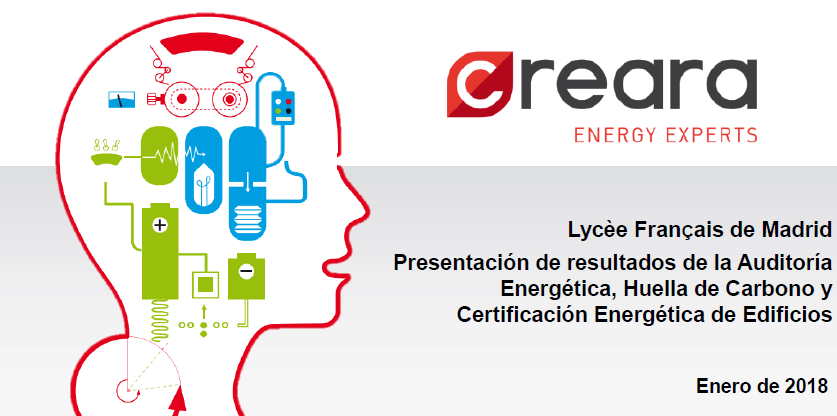 creara
ENERGY EXPERTS
Lycèe Français de Madrid
Presentación de resultados de la Auditoría
Energética, Huella de Carbono y
Certificación Energética de Edificios
Enero de 2018